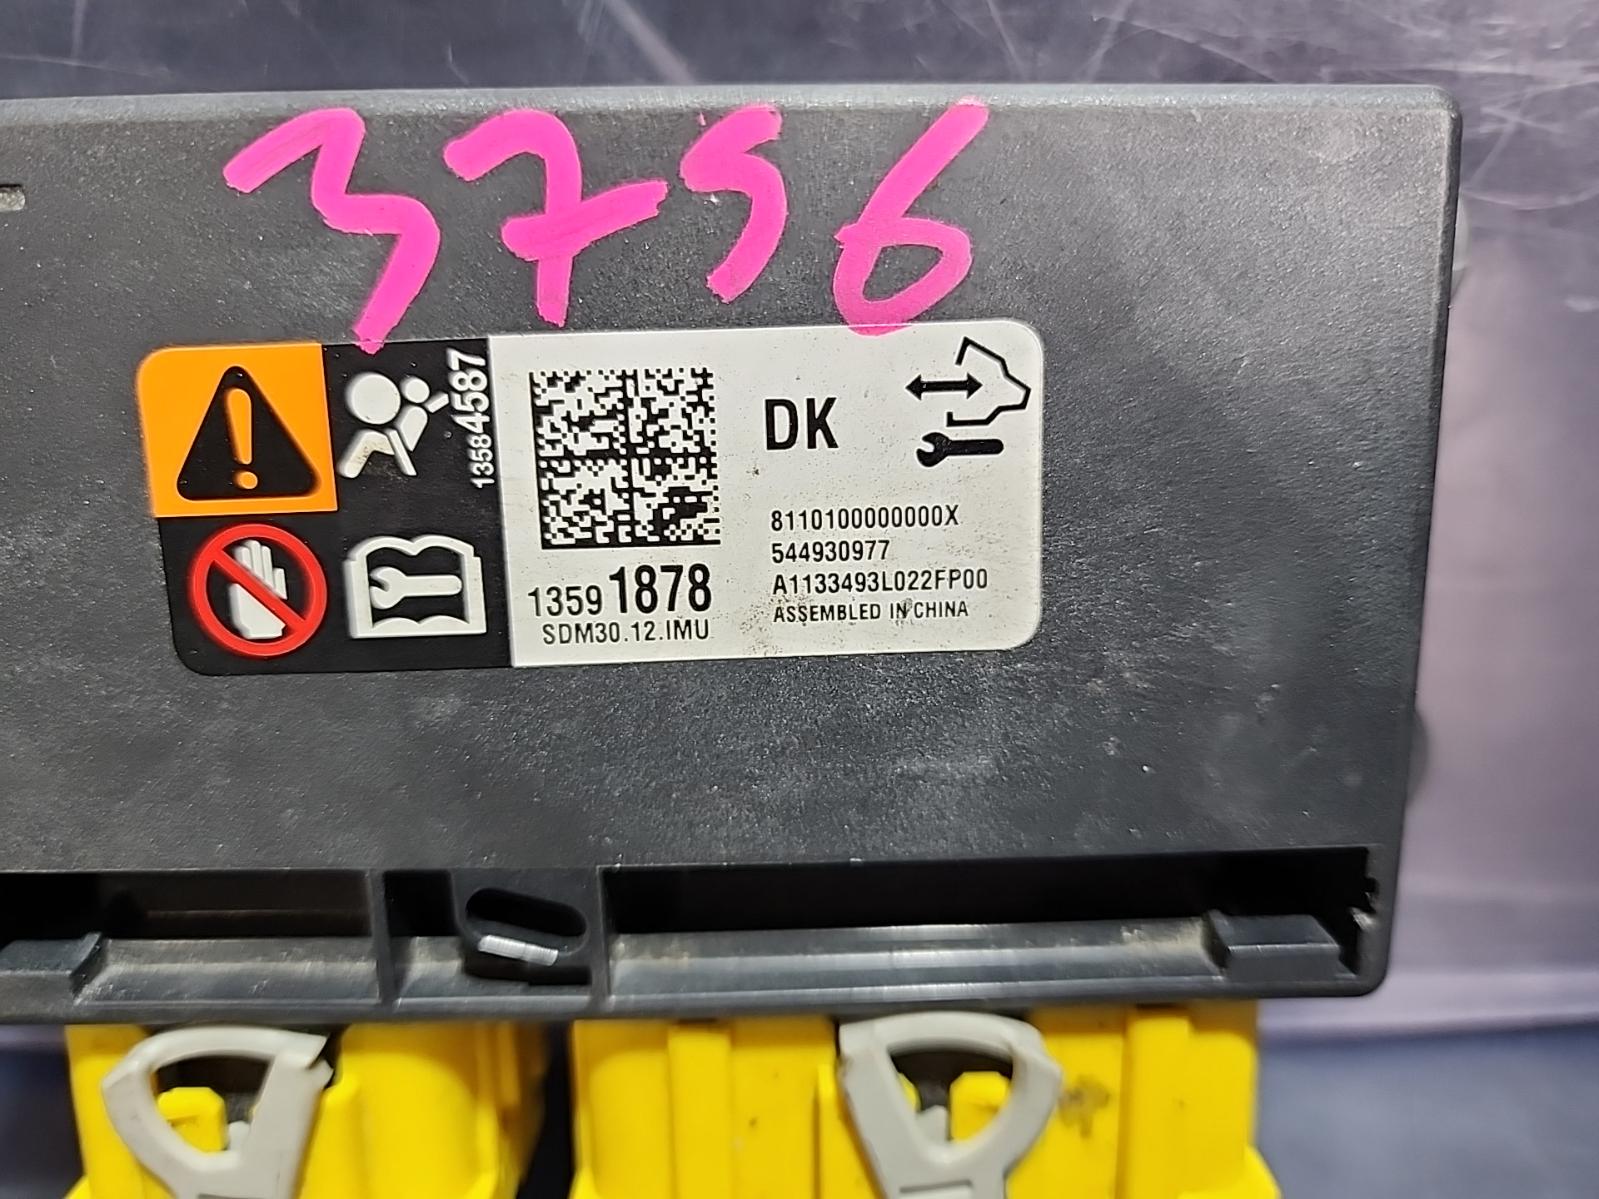 3756
13584587
DK
8110100000000X
544930977
A1133493L022FP00
ASSEMBLED IN CHINA
13591878
SDM30.12.IMU